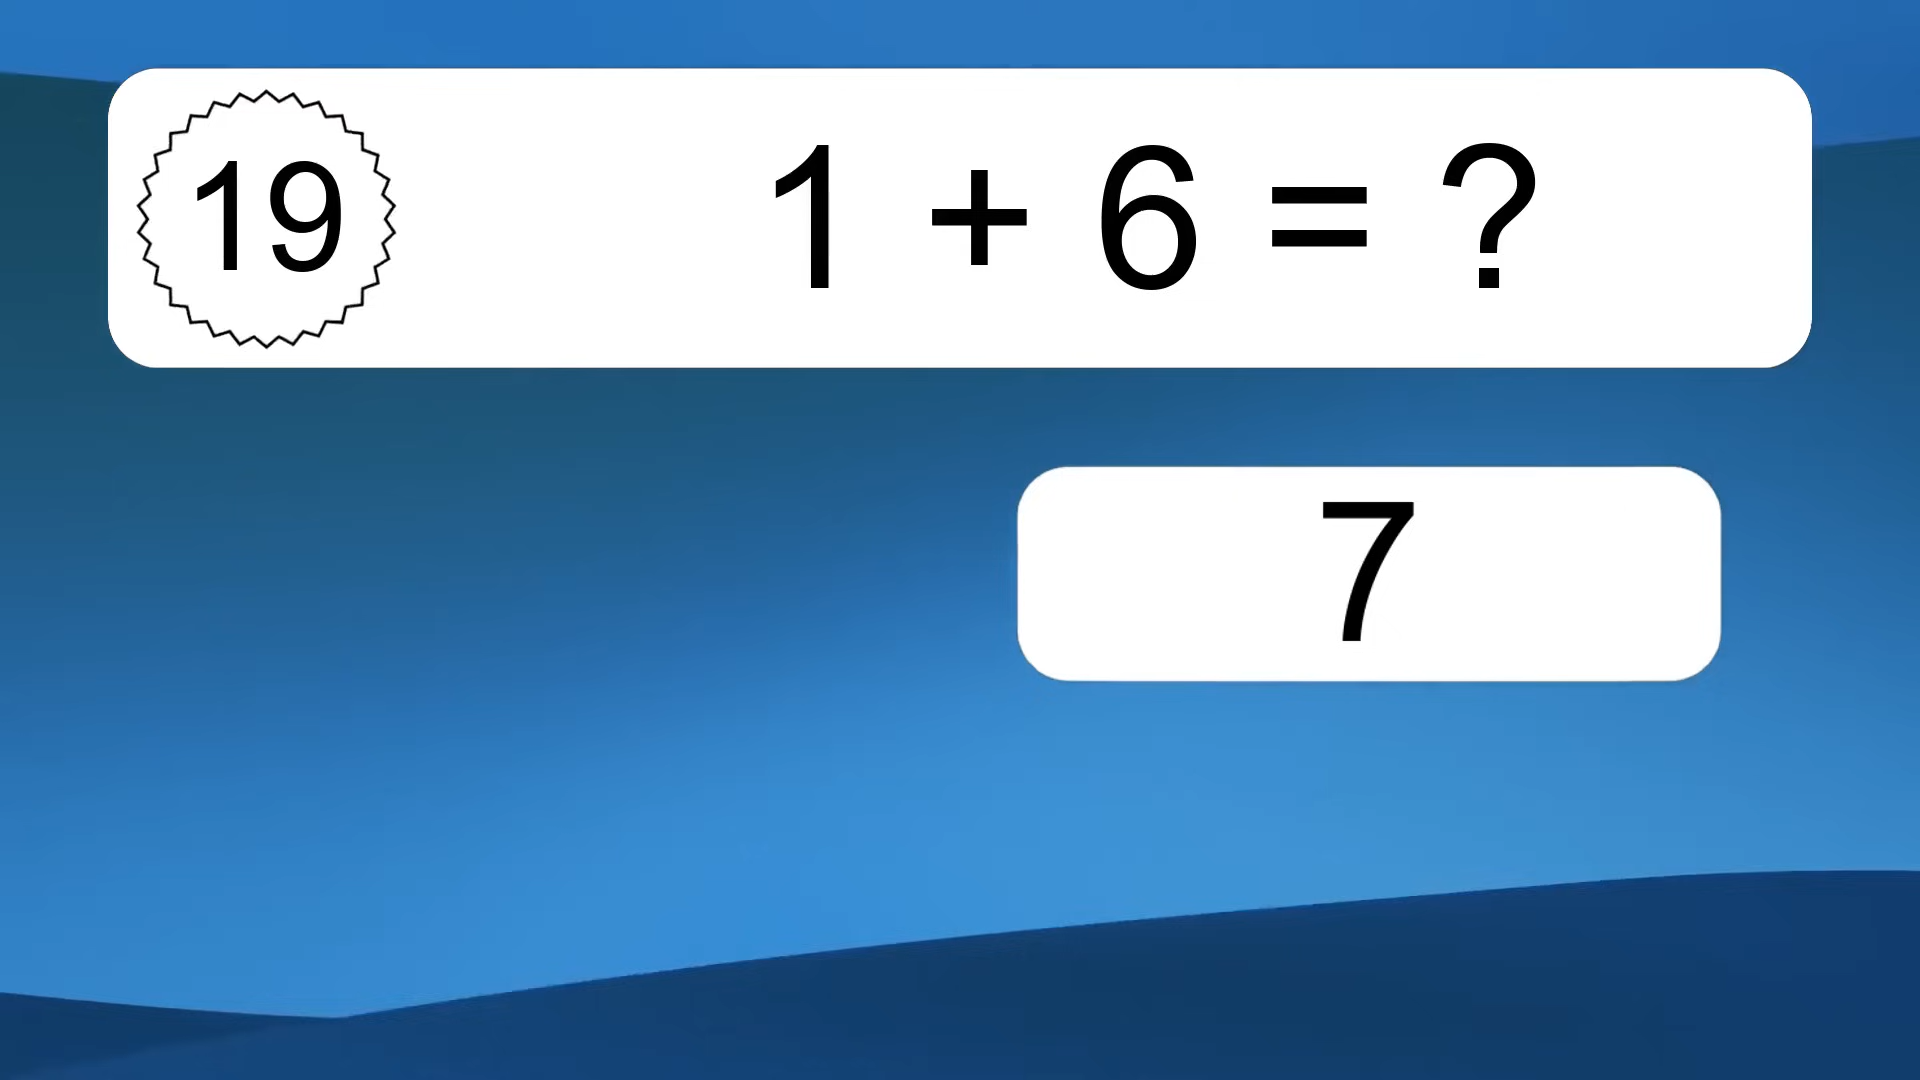 19
1 + 6 = ?
7